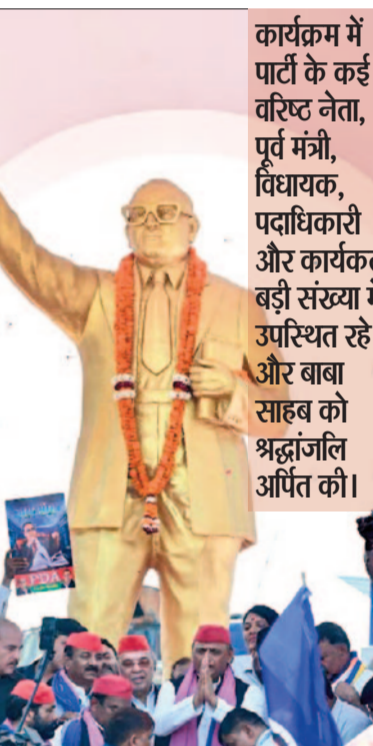 कार्यक्रम में
पार्टी के कई
वरिष्ठ नेता,
पूर्व मंत्री,
विधायक,
पदाधिकारी
और
बड़ी संख्या
उपस्थित रहे
और बाबा
साहब को
श्रद्धांजलि
अर्पित की।
PDA